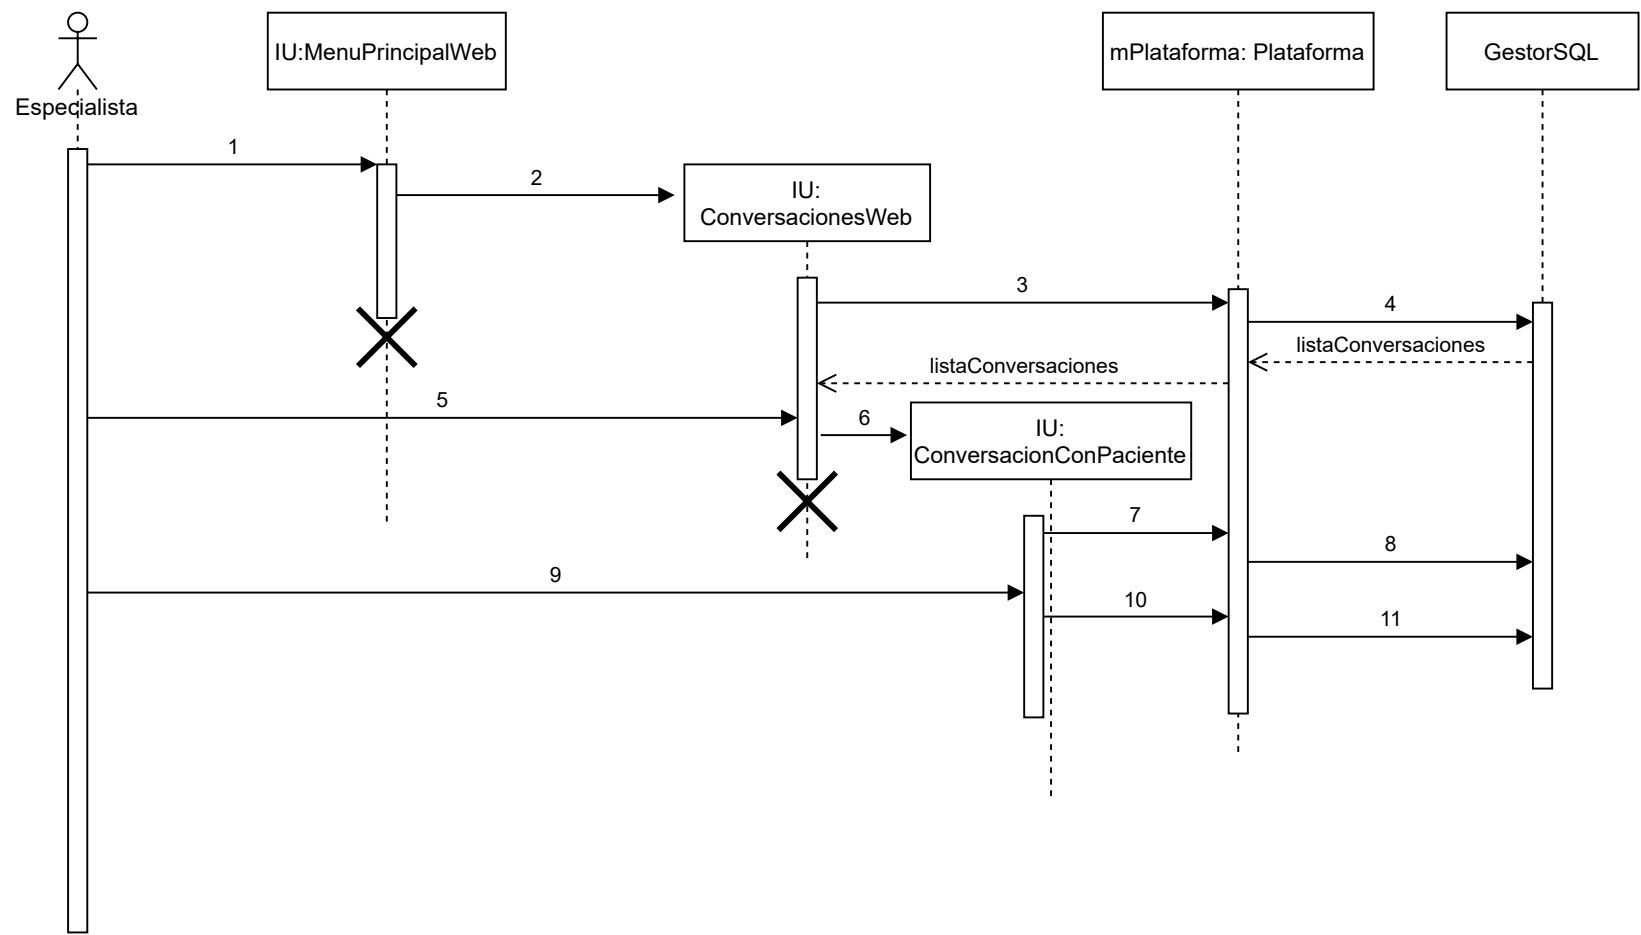 IU:MenuPrincipalWeb
mPlataforma: Plataforma
GestorSQL
Especialista
1
2
IU:
ConversacionesWeb
3
4
listaConversaciones
listaConversaciones
5
6
IU:
ConversacionConPaciente
7
8
9
10
11